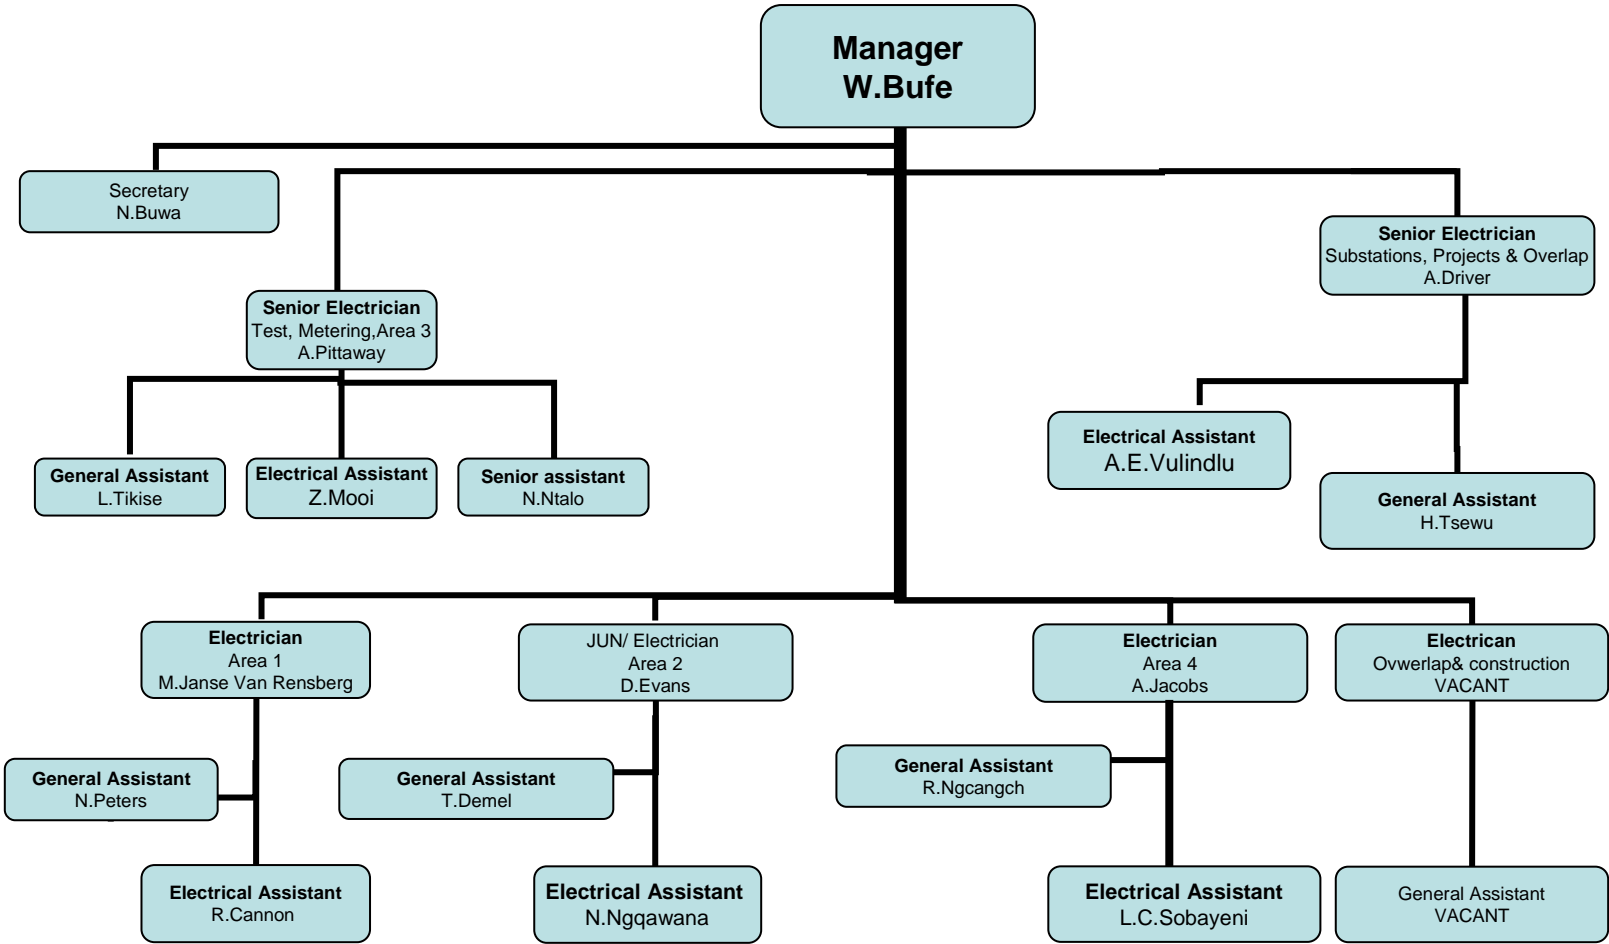 Manager
W.Bufe
Secretary
N.Buwa
Senior Electrician
Substations, Projects & Overlap
A.Driver
Senior Electrician
Test, Metering,Area 3
A.Pittaway
Electrical Assistant
A.E.Vulindlu
General Assistant
L.Tikise
Electrical Assistant
Z.Mooi
Senior assistant
N.Ntalo
General Assistant
H.Tsewu
Electrician
Area 1
M.Janse Van Rensberg
JUN/ Electrician
Area 2
D.Evans
Electrician
Area 4
A.Jacobs
Electrican
Ovwerlap& construction
VACANT
General Assistant
N.Peters
General Assistant
T.Demel
General Assistant
R.Ngcangch
Electrical Assistant
R.Cannon
Electrical Assistant
N.Ngqawana
Electrical Assistant
L.C.Sobayeni
General Assistant
VACANT